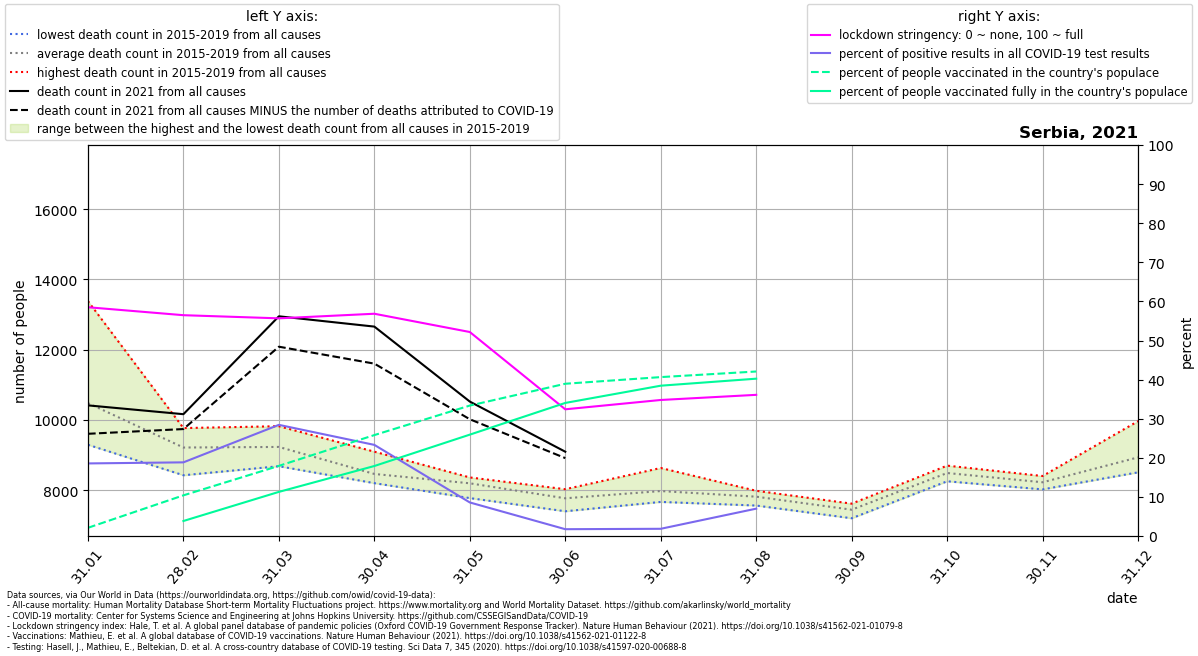 left Y axis:
lowest death count in 2015-2019 from all causes
average death count in 2015-2019 from all causes
highest death count in 2015-2019 from all causes
death count in 2021 from all causes
death count in 2021 from all causes MINUS the number of deaths attributed to COVID-19
range between the highest and the lowest death count from all causes in 2015-2019
right Y axis:
lockdown stringency: 0 ~ none, 100 ~ full
percent of positive results in all COVID-19 test results
percent of people vaccinated in the country's populace
percent of people vaccinated fully in the country's populace
Serbia, 2021
number of people
16000
14000
12000
10000
8000
100
90
80
70
60
50
40
30
20
10
0
percent
31.01
28.02
31.03
30.04
31.05
30.06
31.07
31.08
30.09
31.10
30.11
31.12
date
Data sources, via Our World in Data (https://ourworldindata.org, https://github.com/owid/covid-19-data):
- All-cause mortality: Human Mortality Database Short-term Mortality Fluctuations project. https://www.mortality.org and World Mortality Dataset. https://github.com/akarlinsky/world_mortality
- COVID-19 mortality: Center for Systems Science and Engineering at Johns Hopkins University. https://github.com/CSSEGISandData/COVID-19
- Lockdown stringency index: Hale, T. et al. A global panel database of pandemic policies (Oxford COVID-19 Government Response Tracker). Nature Human Behaviour (2021). https://doi.org/10.1038/s41562-021-01079-8
- Vaccinations: Mathieu, E. et al. A global database of COVID-19 vaccinations. Nature Human Behaviour (2021). https://doi.org/10.1038/s41562-021-01122-8
- Testing: Hasell, J., Mathieu, E., Beltekian, D. et al. A cross-country database of COVID-19 testing. Sci Data 7, 345 (2020). https://doi.org/10.1038/s41597-020-00688-8